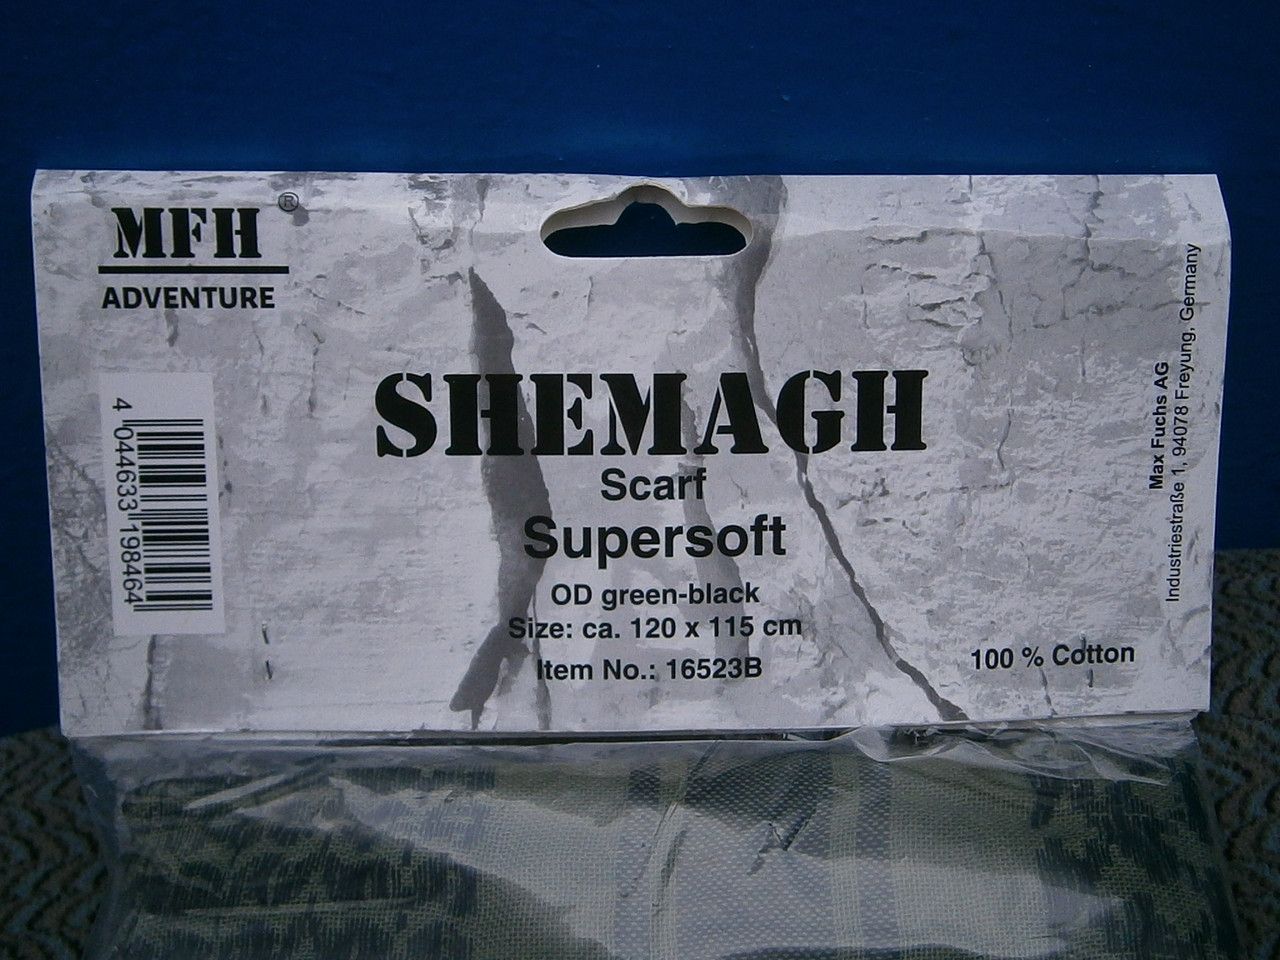 MFH ®
ADVENTURE
SHEMAGH
Scarf
Supersoft
OD green-black
Size: ca. 120 x 115 cm
Item No.: 16523B
100 % Cotton
4 044633 198464
Max Fuchs AG
Industriestraße 1, 94078 Freyung, Germany